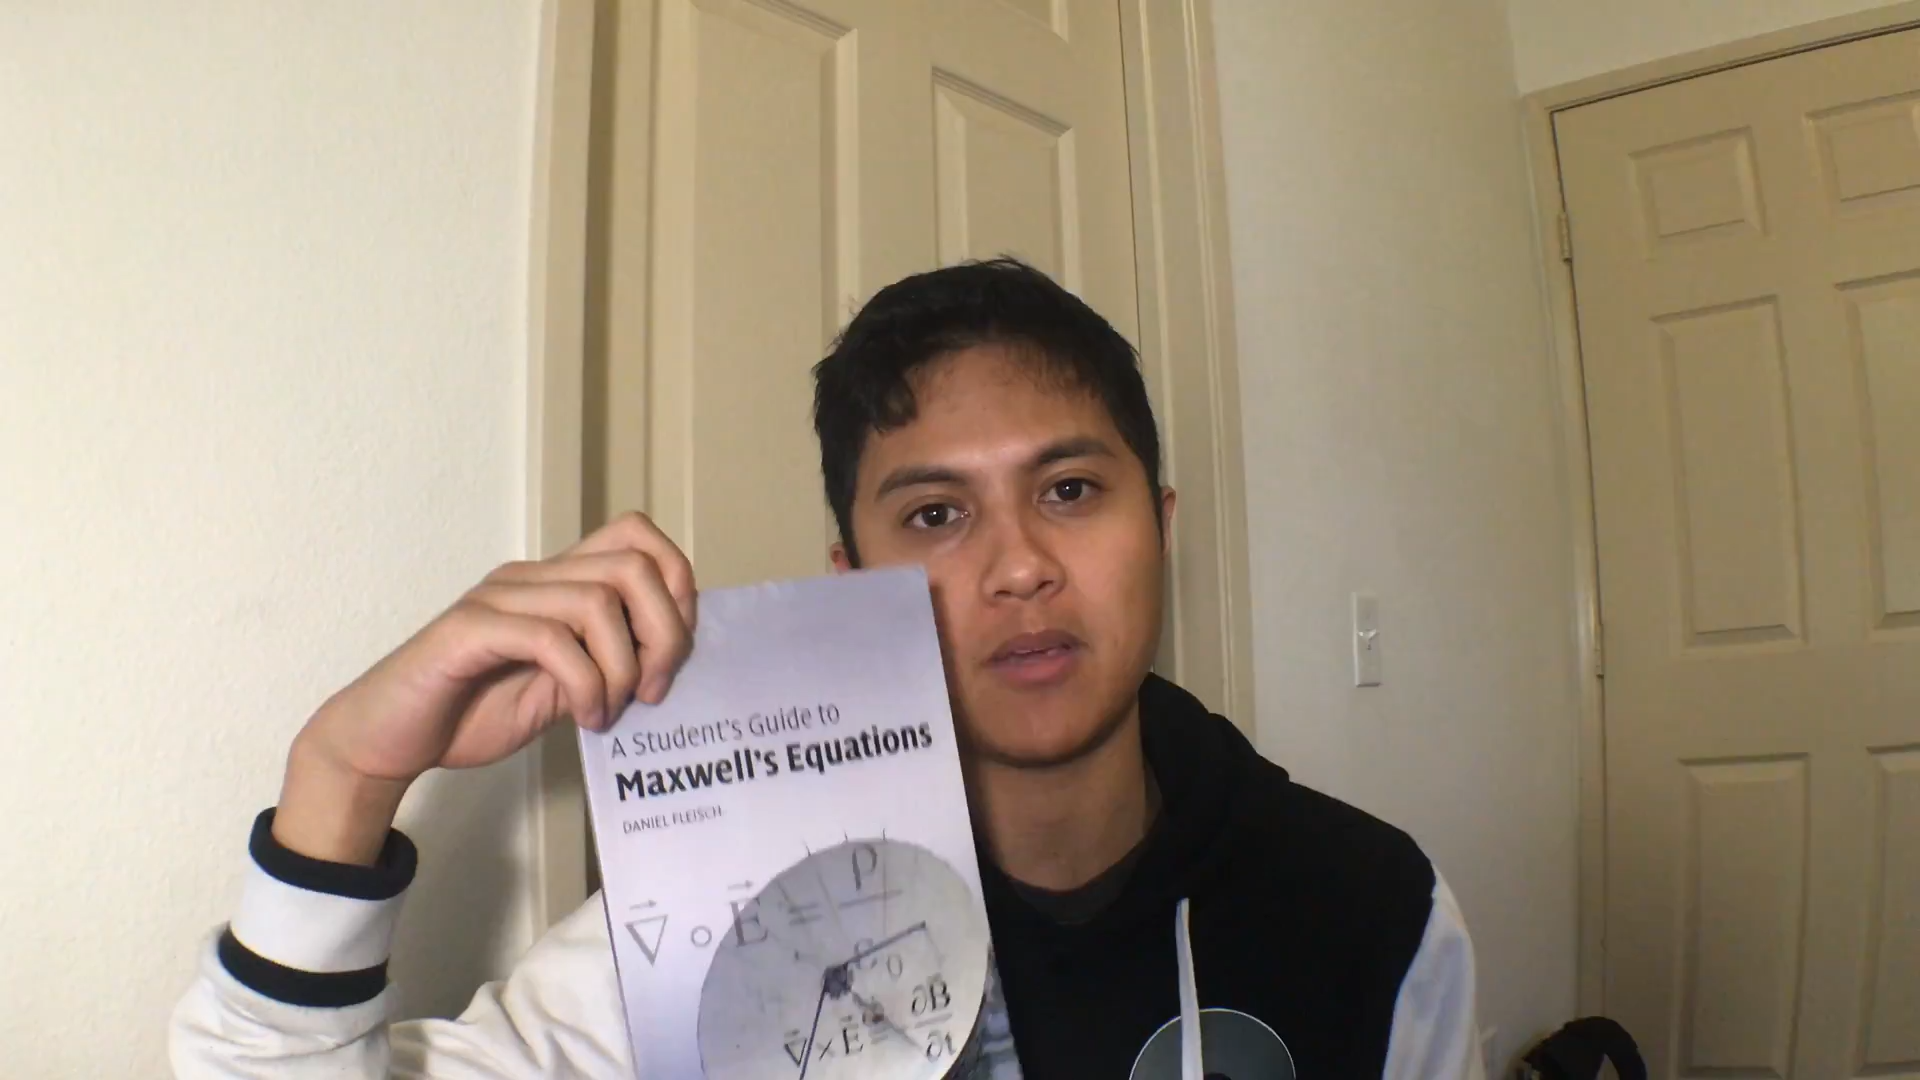 A Student's Guide to
Maxwell's Equations
DANIEL FLEISCH
∇⃗ ∘ E⃗ = ρ / ε₀
∇⃗ × E⃗ = − ∂B⃗ / ∂t